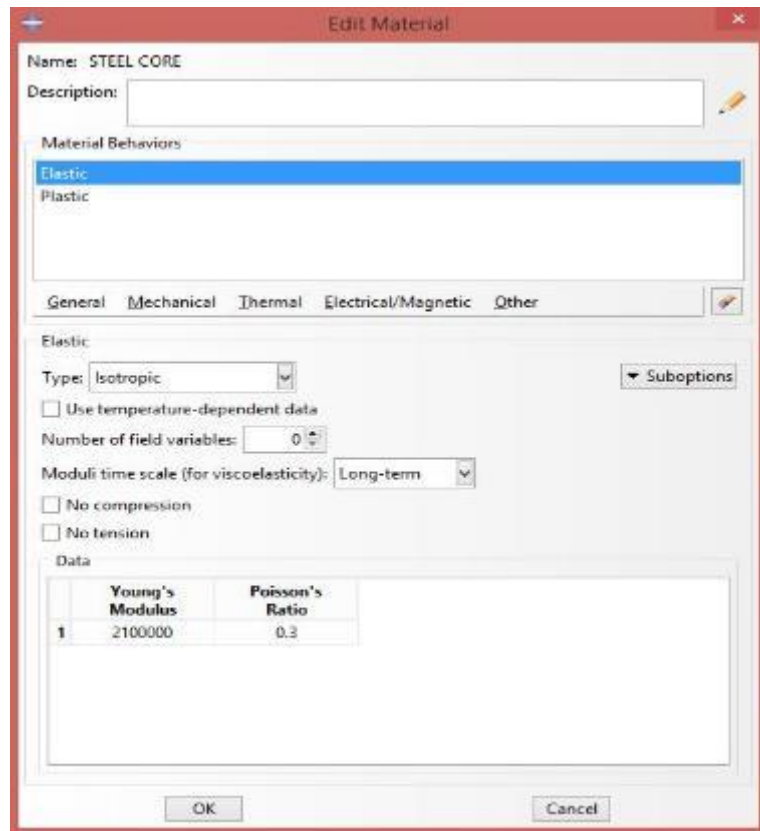 Edit Material
Name: STEEL CORE
Description:
Material Behaviors
Elastic
Plastic
General Mechanical Thermal Electrical/Magnetic Other
Elastic
Type: Isotropic Suboptions
Use temperature-dependent data
Number of field variables: 0
Moduli time scale (for viscoelasticity): Long-term
No compression
No tension
Data
Young's Poisson's
Modulus Ratio
1 2100000 0.3
OK Cancel